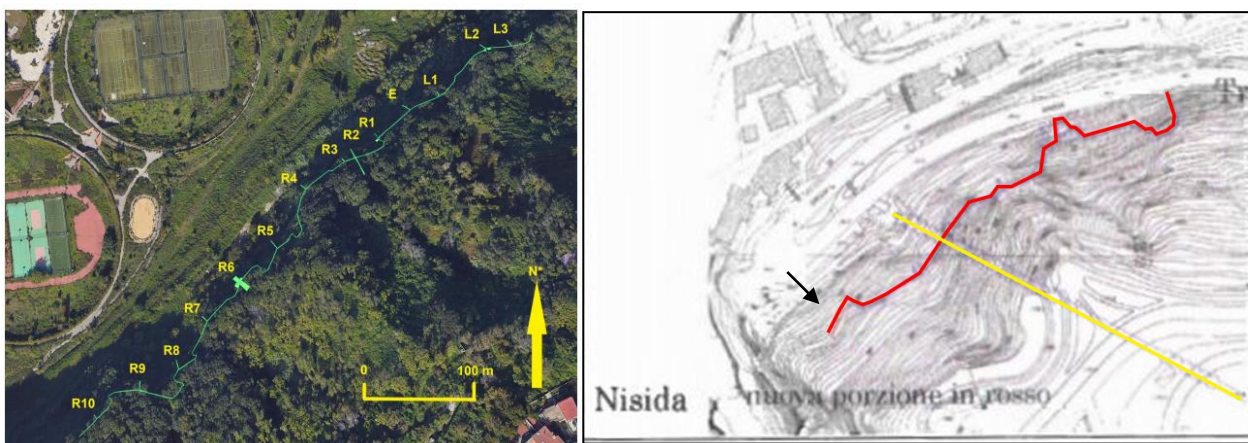 L2 L3
L1
E
R1
R2
R3
R4
R5
R6
R7
R8
R9
R10
N
0 100 m
Nisida
nuova porzione in rosso